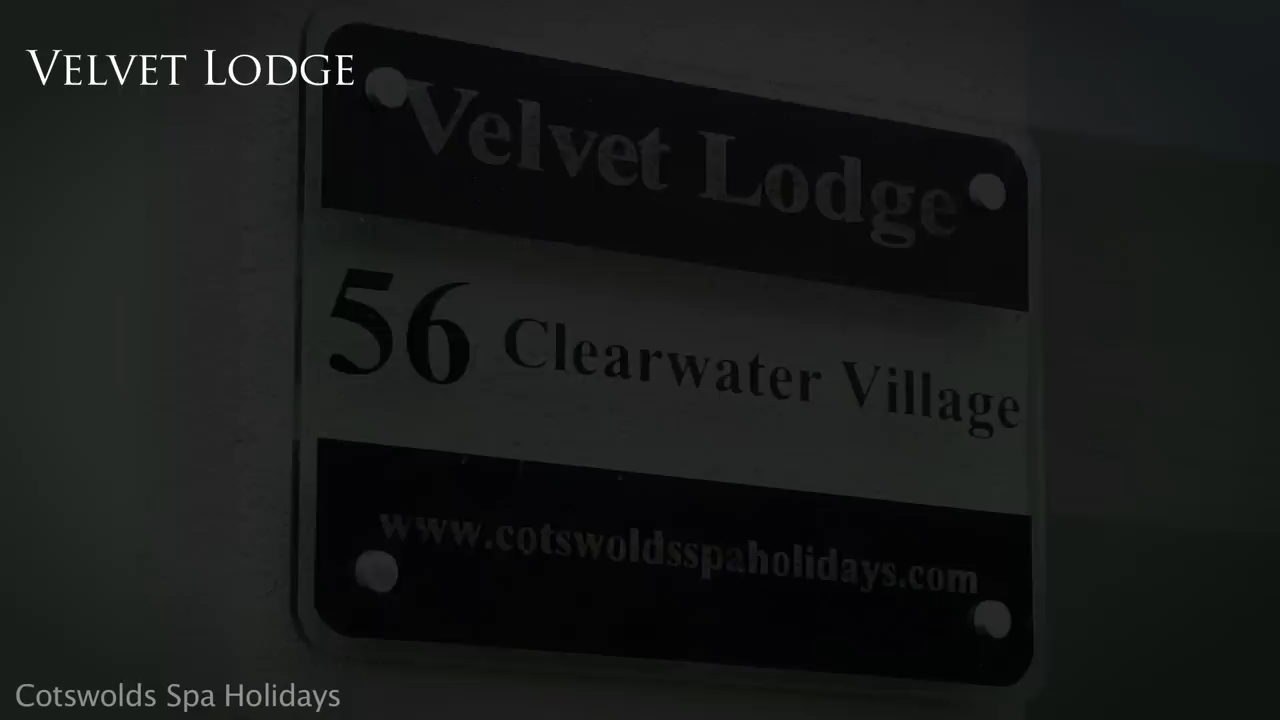 VELVET LODGE
Velvet Lodge
56 Clearwater Village
www.cotswoldsspaholidays.com
Cotswolds Spa Holidays